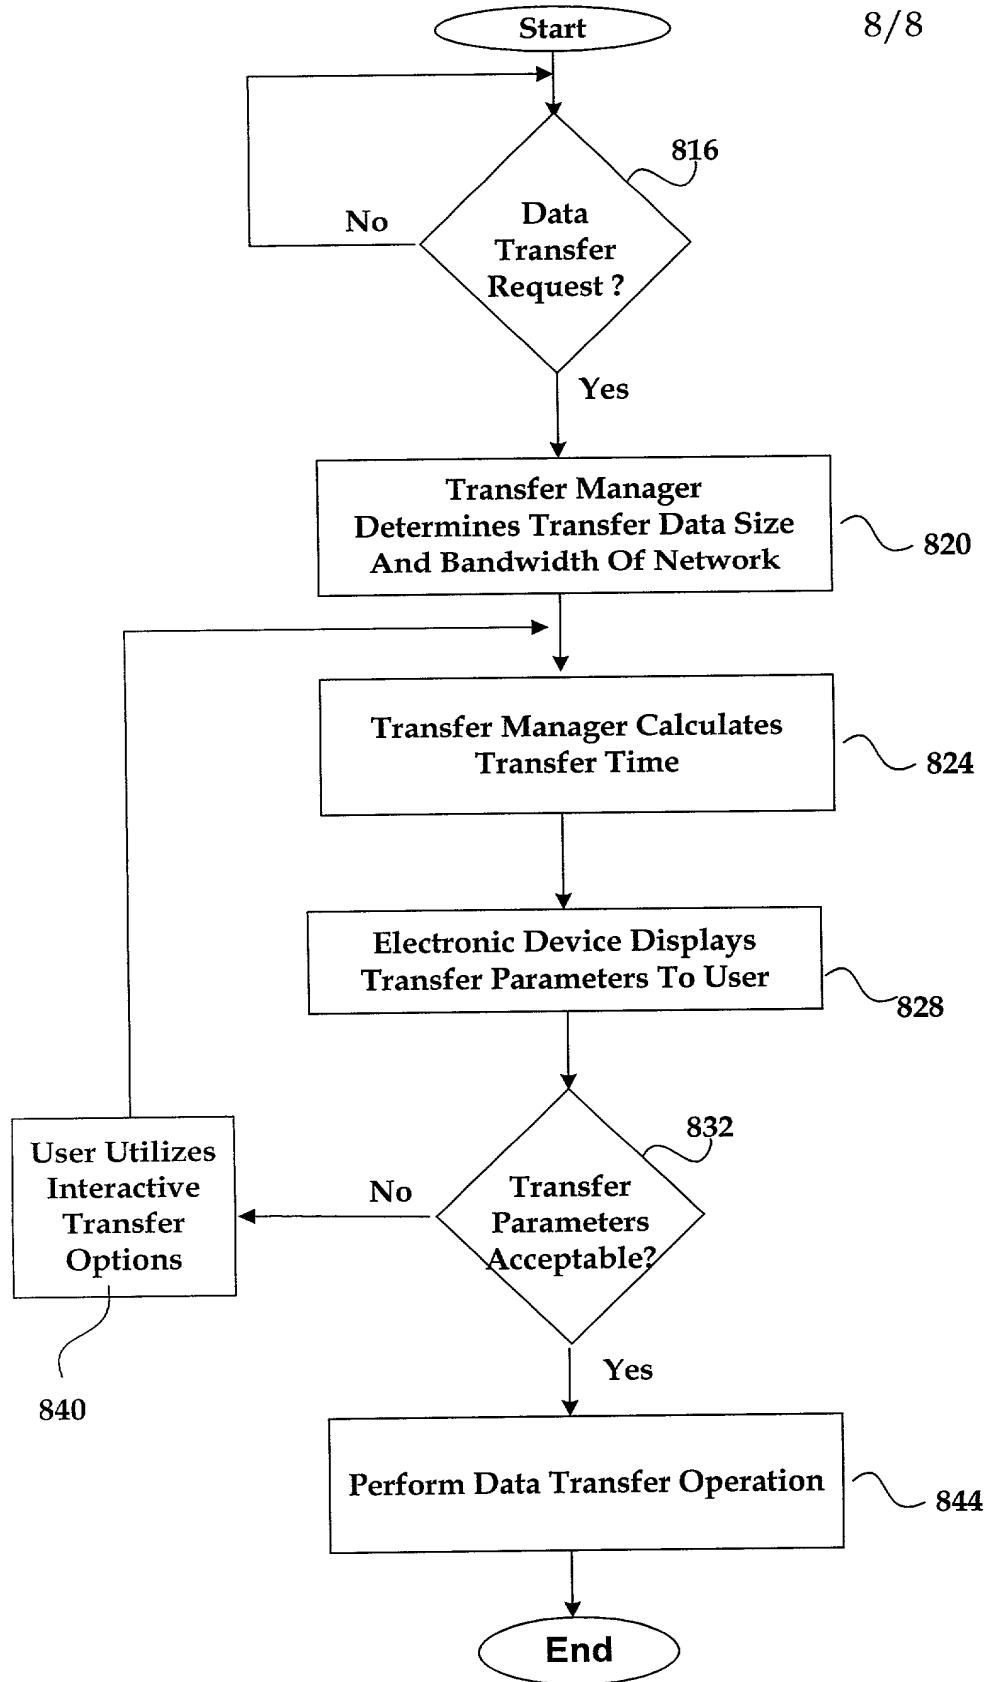 8/8
Start
816
Data
Transfer
Request ?
No
Yes
Transfer Manager
Determines Transfer Data Size
And Bandwidth Of Network
820
Transfer Manager Calculates
Transfer Time
824
Electronic Device Displays
Transfer Parameters To User
828
832
Transfer
Parameters
Acceptable?
No
User Utilizes
Interactive
Transfer
Options
840
Yes
Perform Data Transfer Operation
844
End